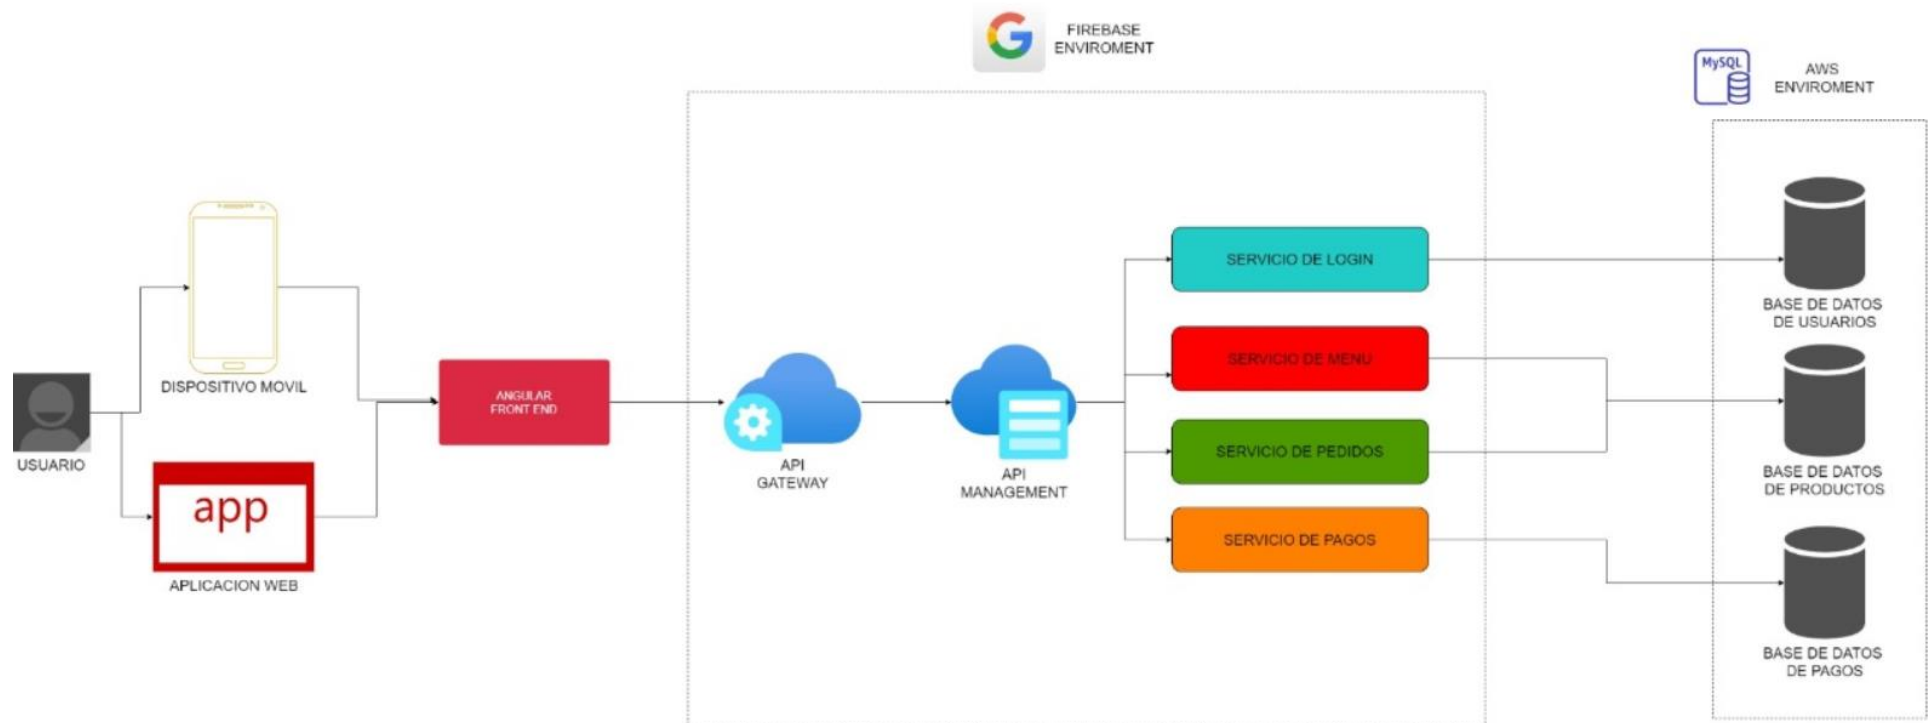 FIREBASE
ENVIROMENT
MySQL
AWS
ENVIROMENT
DISPOSITIVO MOVIL
USUARIO
app
APLICACION WEB
ANGULAR
FRONT END
API
GATEWAY
API
MANAGEMENT
SERVICIO DE LOGIN
SERVICIO DE MENU
SERVICIO DE PEDIDOS
SERVICIO DE PAGOS
BASE DE DATOS
DE USUARIOS
BASE DE DATOS
DE PRODUCTOS
BASE DE DATOS
DE PAGOS